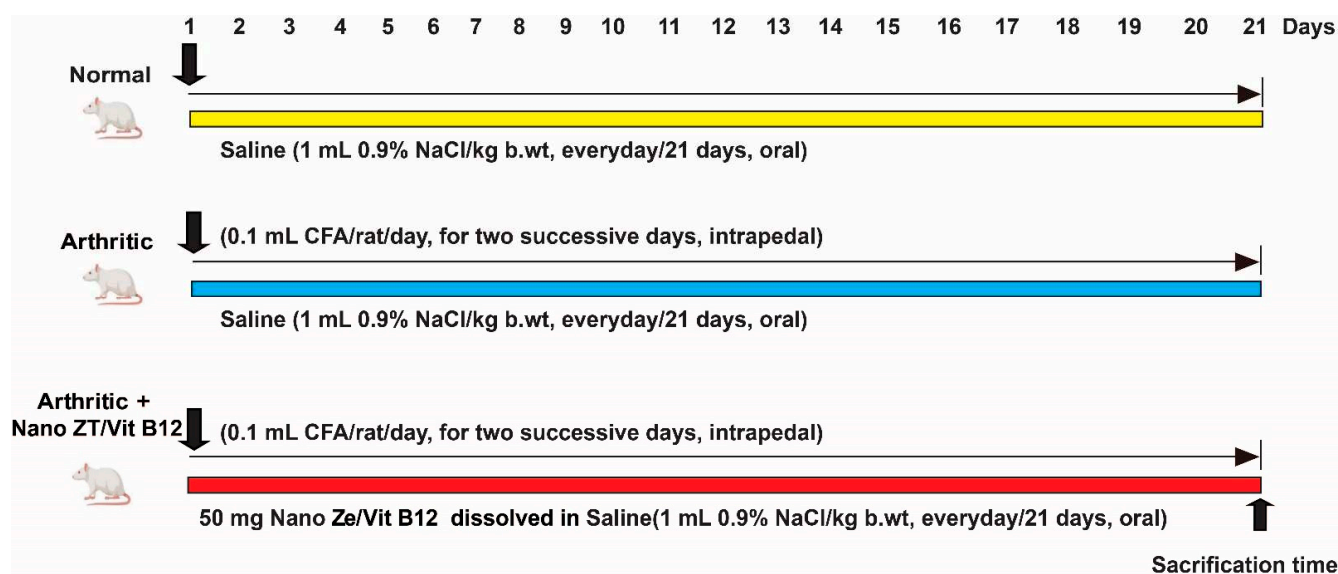 1 2 3 4 5 6 7 8 9 10 11 12 13 14 15 16 17 18 19 20 21 Days
Normal
Saline (1 mL 0.9% NaCl/kg b.wt, everyday/21 days, oral)
Arthritic
(0.1 mL CFA/rat/day, for two successive days, intrapedal)
Saline (1 mL 0.9% NaCl/kg b.wt, everyday/21 days, oral)
Arthritic +
Nano ZT/Vit B12
(0.1 mL CFA/rat/day, for two successive days, intrapedal)
50 mg Nano Ze/Vit B12 dissolved in Saline(1 mL 0.9% NaCl/kg b.wt, everyday/21 days, oral)
Sacrification time